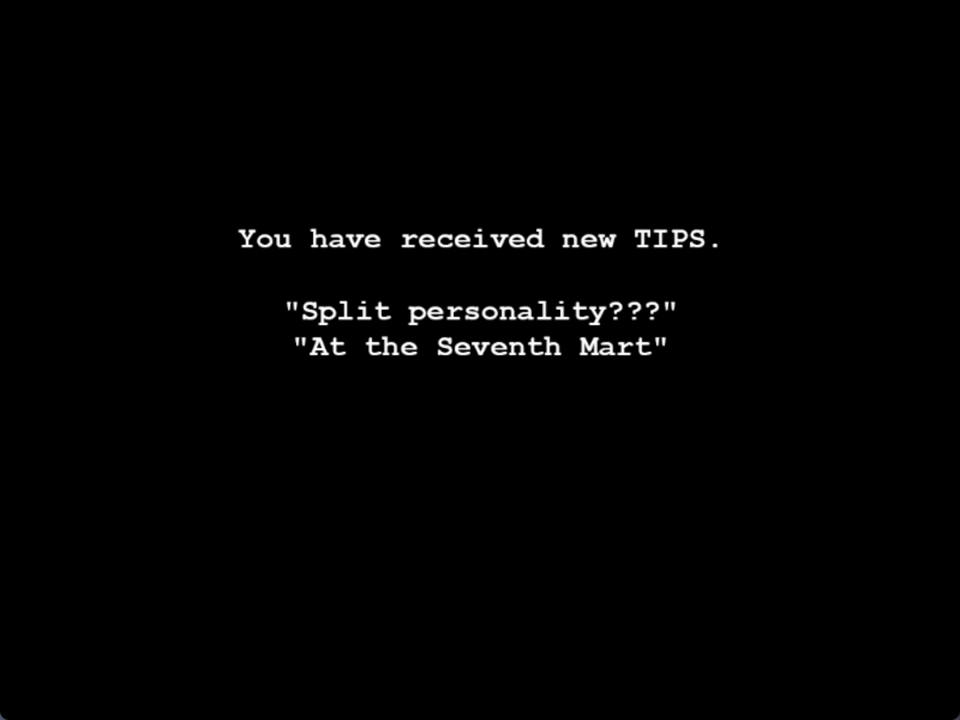 You have received new TIPS.
"Split personality???"
"At the Seventh Mart"